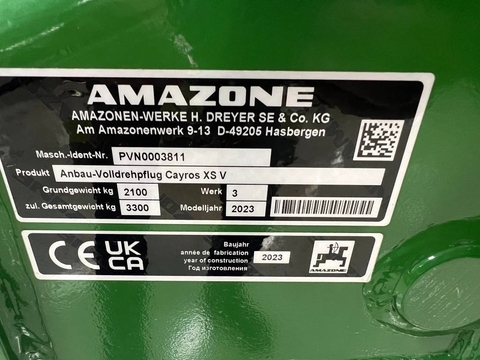 AMAZONE
AMAZONEN-WERKE H. DREYER SE & Co. KG
Am Amazonenwerk 9-13 D-49205 Hasbergen
Masch.-Ident-Nr. PVN0003811
Produkt Anbau-Volldrehpflug Cayros XS V
Grundgewicht kg 2100 Werk 3
zul. Gesamtgewicht kg 3300 Modelljahr 2023
CE UK CA
Baujahr
année de fabrication
year of construction
Год изготовления
2023
AMAZONE